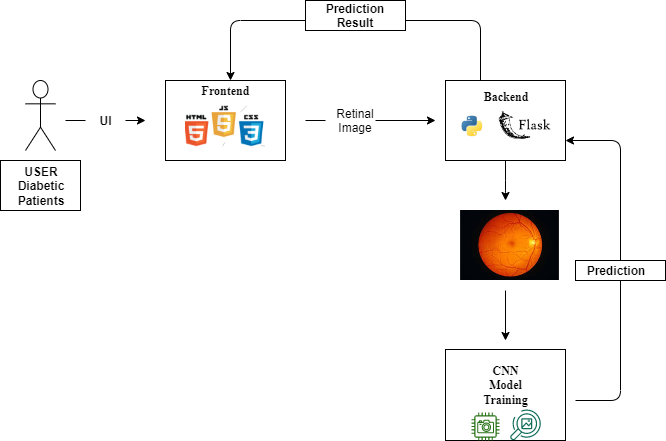 Prediction
Result
Frontend
HTML
JS
CSS
5
5
3
UI
Retinal
Image
Backend
Flask
USER
Diabetic
Patients
Prediction
CNN
Model
Training